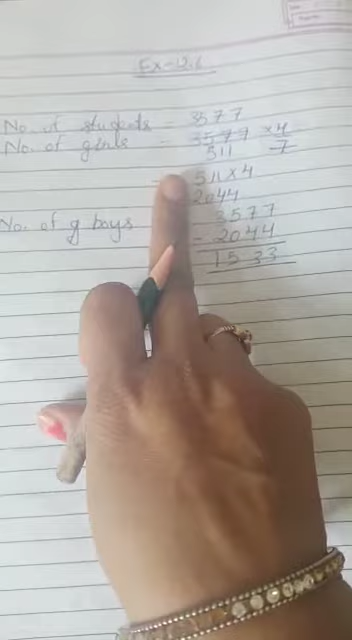 Ex-12.6
No. of students = 3577
No. of girls = 3577 × 4/7
511
= 511 × 4
2044
No. of g boys 3577
- 2044
1533